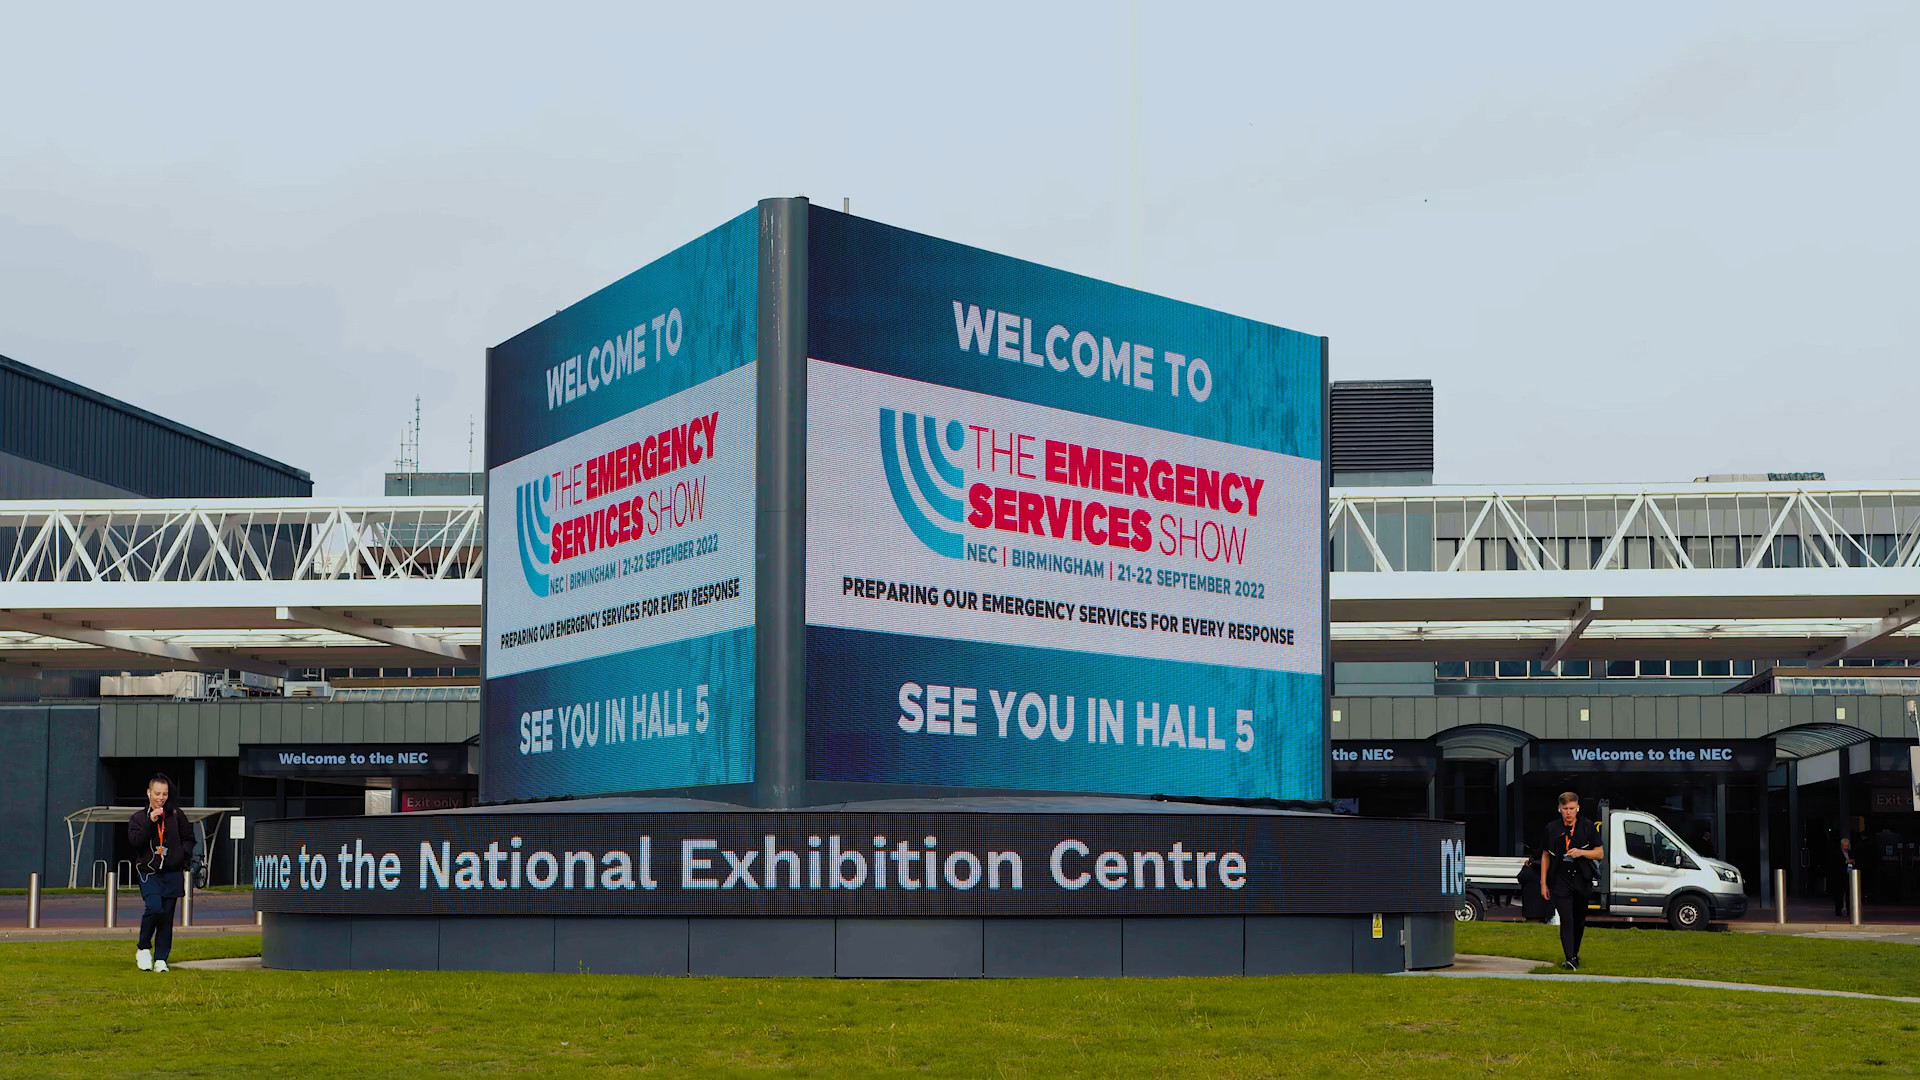 WELCOME TO
THE EMERGENCY
SERVICES SHOW
NEC | BIRMINGHAM | 21-22 SEPTEMBER 2022
PREPARING OUR EMERGENCY SERVICES FOR EVERY RESPONSE
SEE YOU IN HALL 5
WELCOME TO
THE EMERGENCY
SERVICES SHOW
NEC | BIRMINGHAM | 21-22 SEPTEMBER 2022
PREPARING OUR EMERGENCY SERVICES FOR EVERY RESPONSE
SEE YOU IN HALL 5
Welcome to the NEC
the NEC
Welcome to the NEC
Exit only
Exit
come to the National Exhibition Centre
ne